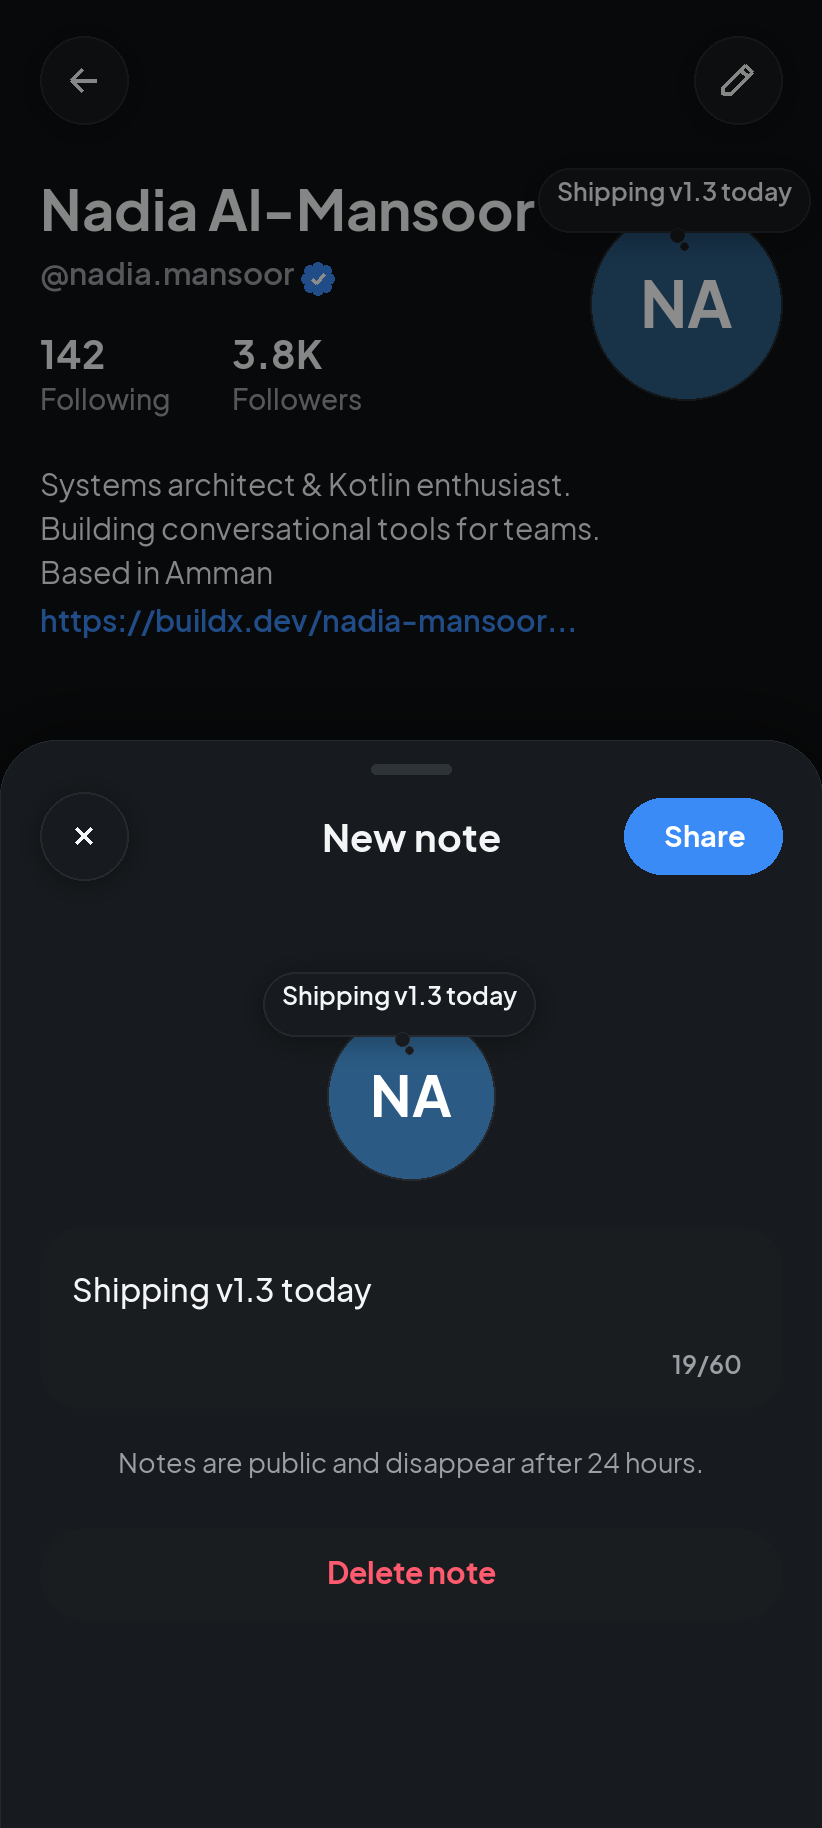 Shipping v1.3 today
Nadia Al-Mansoor
@nadia.mansoor
NA
142
3.8K
Following
Followers
Systems architect & Kotlin enthusiast.
Building conversational tools for teams.
Based in Amman
https://buildx.dev/nadia-mansoor...
New note
Share
Shipping v1.3 today
NA
Shipping v1.3 today
19/60
Notes are public and disappear after 24 hours.
Delete note